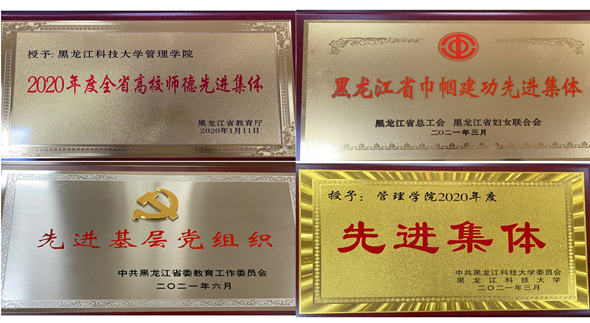 授予：黑龙江科技大学管理学院
2020年度全省高校师德先进集体
黑龙江省教育厅
2020年1月11日
黑龙江省巾帼建功先进集体
黑龙江省总工会 黑龙江省妇女联合会
二〇二一年三月
先进基层党组织
中共黑龙江省委教育工作委员会
二〇二一年六月
授予：管理学院2020年度
先进集体
中共黑龙江科技大学委员会
黑龙江科技大学
二〇二一年三月